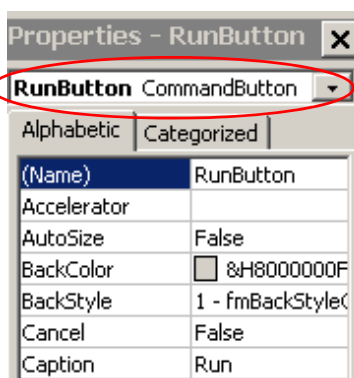 Properties - RunButton
RunButton CommandButton
Alphabetic Categorized
(Name) RunButton
Accelerator
AutoSize False
BackColor &H8000000F
BackStyle 1 - fmBackStyle
Cancel False
Caption Run